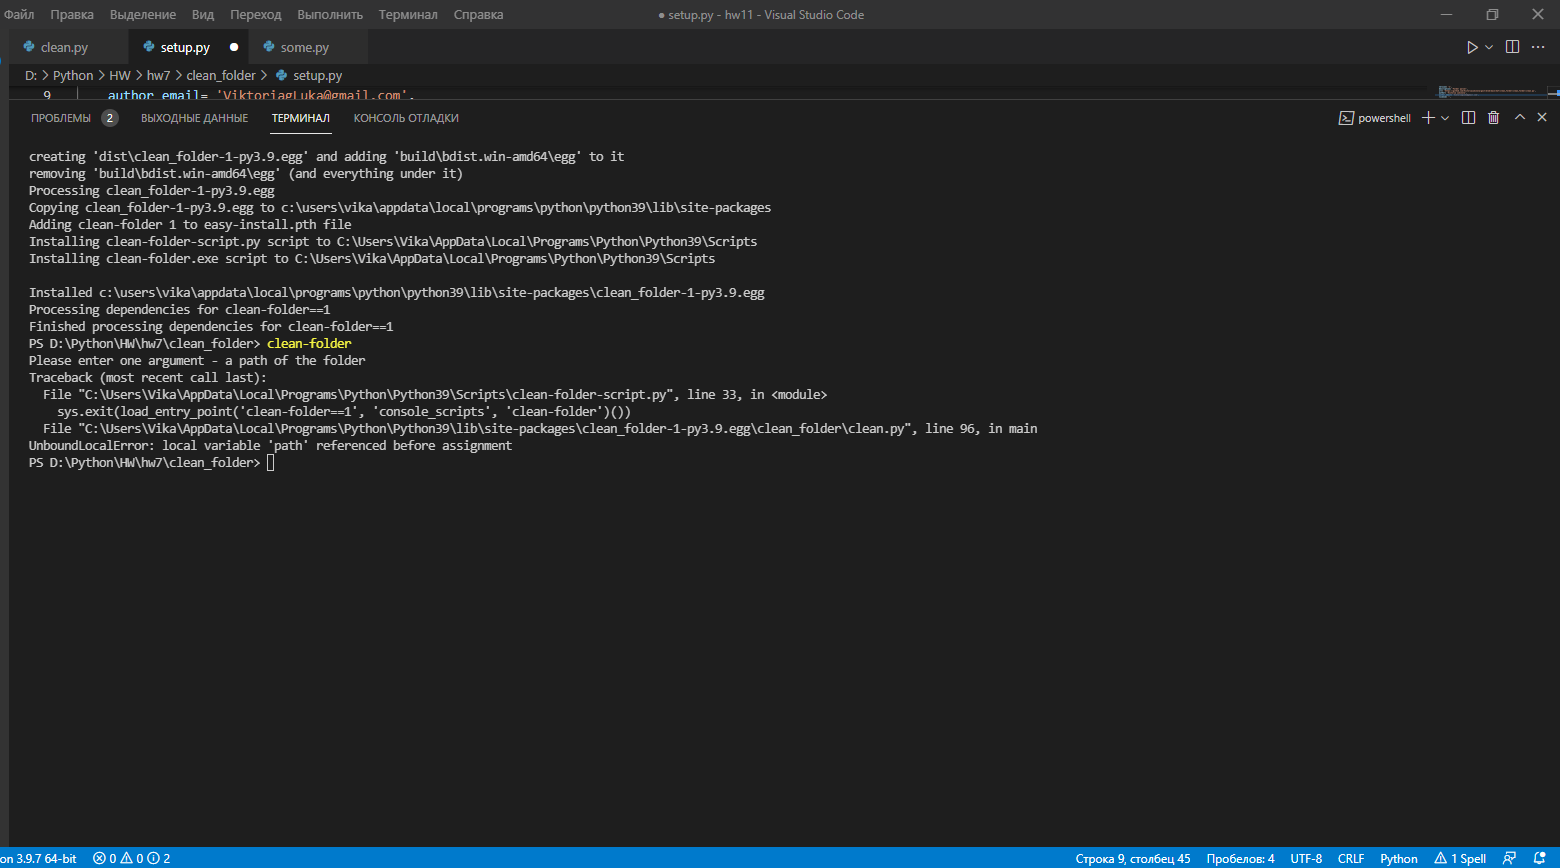 Файл Правка Выделение Вид Переход Выполнить Терминал Справка ● setup.py - hw11 - Visual Studio Code
clean.py setup.py some.py
D: > Python > HW > hw7 > clean_folder > setup.py
9 author_email= 'ViktoriagLuka@gmail.com',
ПРОБЛЕМЫ 2 ВЫХОДНЫЕ ДАННЫЕ ТЕРМИНАЛ КОНСОЛЬ ОТЛАДКИ powershell
creating 'dist\clean_folder-1-py3.9.egg' and adding 'build\bdist.win-amd64\egg' to it
removing 'build\bdist.win-amd64\egg' (and everything under it)
Processing clean_folder-1-py3.9.egg
Copying clean_folder-1-py3.9.egg to c:\users\vika\appdata\local\programs\python\python39\lib\site-packages
Adding clean-folder 1 to easy-install.pth file
Installing clean-folder-script.py script to C:\Users\Vika\AppData\Local\Programs\Python\Python39\Scripts
Installing clean-folder.exe script to C:\Users\Vika\AppData\Local\Programs\Python\Python39\Scripts
Installed c:\users\vika\appdata\local\programs\python\python39\lib\site-packages\clean_folder-1-py3.9.egg
Processing dependencies for clean-folder==1
Finished processing dependencies for clean-folder==1
PS D:\Python\HW\hw7\clean_folder> clean-folder
Please enter one argument - a path of the folder
Traceback (most recent call last):
File "C:\Users\Vika\AppData\Local\Programs\Python\Python39\Scripts\clean-folder-script.py", line 33, in <module>
sys.exit(load_entry_point('clean-folder==1', 'console_scripts', 'clean-folder')())
File "C:\Users\Vika\AppData\Local\Programs\Python\Python39\lib\site-packages\clean_folder-1-py3.9.egg\clean_folder\clean.py", line 96, in main
UnboundLocalError: local variable 'path' referenced before assignment
PS D:\Python\HW\hw7\clean_folder>
on 3.9.7 64-bit 0 0 2 Строка 9, столбец 45 Пробелов: 4 UTF-8 CRLF Python 1 Spell